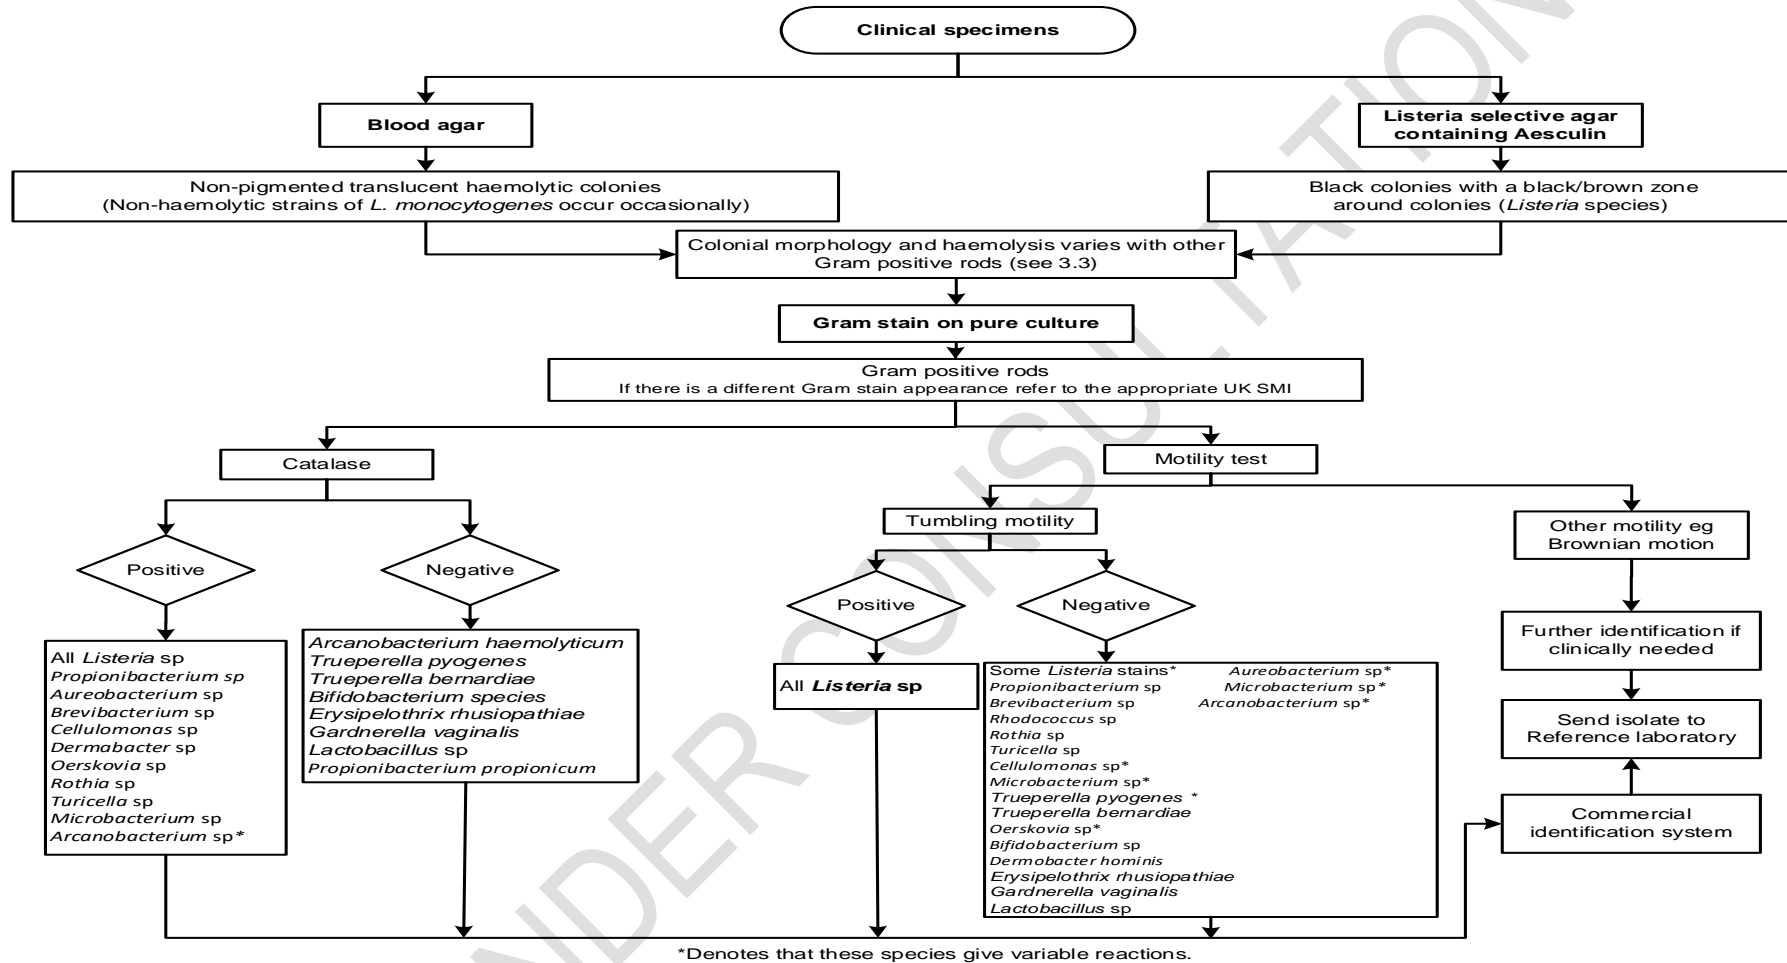 Clinical specimens
Blood agar
Listeria selective agar
containing Aesculin
Non-pigmented translucent haemolytic colonies
(Non-haemolytic strains of L. monocytogenes occur occasionally)
Black colonies with a black/brown zone
around colonies (Listeria species)
Colonial morphology and haemolysis varies with other
Gram positive rods (see 3.3)
Gram stain on pure culture
Gram positive rods
If there is a different Gram stain appearance refer to the appropriate UK SMI
Catalase
Motility test
Tumbling motility
Other motility eg
Brownian motion
Positive
Negative
Positive
Negative
All Listeria sp
Propionibacterium sp
Aureobacterium sp
Brevibacterium sp
Cellulomonas sp
Dermabacter sp
Oerskovia sp
Rothia sp
Turicella sp
Microbacterium sp
Arcanobacterium sp*
Arcanobacterium haemolyticum
Trueperella pyogenes
Trueperella bernardiae
Bifidobacterium species
Erysipelothrix rhusiopathiae
Gardnerella vaginalis
Lactobacillus sp
Propionibacterium propionicum
All Listeria sp
Some Listeria stains* Aureobacterium sp*
Propionibacterium sp Microbacterium sp*
Brevibacterium sp Arcanobacterium sp*
Rhodococcus sp
Rothia sp
Turicella sp
Cellulomonas sp*
Microbacterium sp*
Trueperella pyogenes *
Trueperella bernardiae
Oerskovia sp*
Bifidobacterium sp
Dermobacter hominis
Erysipelothrix rhusiopathiae
Gardnerella vaginalis
Lactobacillus sp
Further identification if
clinically needed
Send isolate to
Reference laboratory
Commercial
identification system
*Denotes that these species give variable reactions.
NDER CONSULTATION